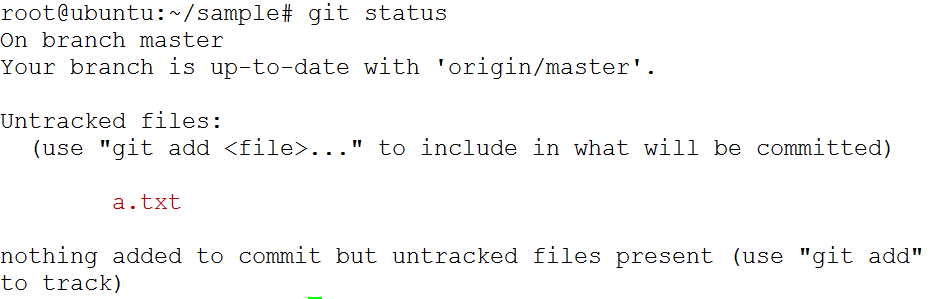 root@ubuntu:~/sample# git status
On branch master
Your branch is up-to-date with 'origin/master'.
Untracked files:
  (use "git add <file>..." to include in what will be committed)
        a.txt
nothing added to commit but untracked files present (use "git add"
to track)